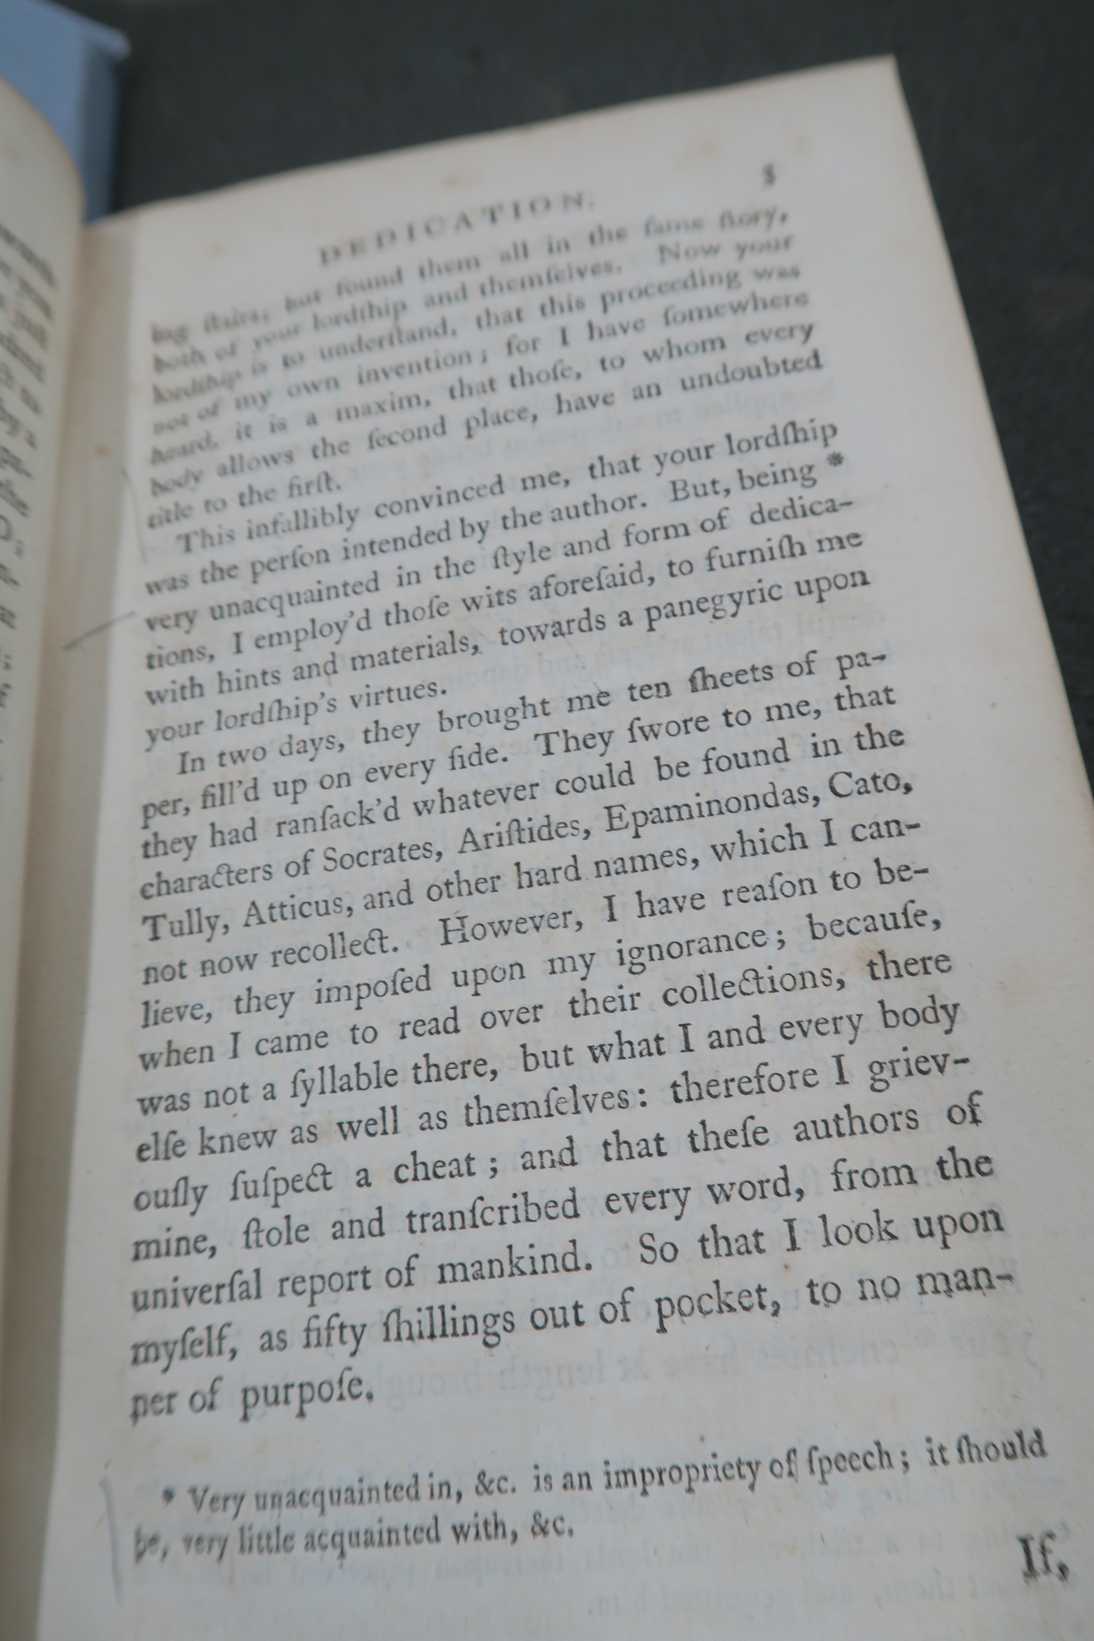 DEDICATION. 5
ing ſtairs, but found them all in the ſame ſtory,
both of your lordſhip and themſelves. Now your
lordſhip is to underſtand, that this proceeding was
not of my own invention; for I have ſomewhere
heard, it is a maxim, that thoſe, to whom every
body allows the ſecond place, have an undoubted
title to the firſt.
This infallibly convinced me, that your lordſhip
was the perſon intended by the author. But, being *
very unacquainted in the ſtyle and form of dedica-
tions, I employ'd thoſe wits aforeſaid, to furniſh me
with hints and materials, towards a panegyric upon
your lordſhip's virtues.
In two days, they brought me ten ſheets of pa-
per, fill'd up on every ſide. They ſwore to me, that
they had ranſack'd whatever could be found in the
characters of Socrates, Ariſtides, Epaminondas, Cato,
Tully, Atticus, and other hard names, which I can-
not now recollect. However, I have reaſon to be-
lieve, they impoſed upon my ignorance; becauſe,
when I came to read over their collections, there
was not a ſyllable there, but what I and every body
elſe knew as well as themſelves: therefore I griev-
ouſly ſuſpect a cheat; and that theſe authors of
mine, ſtole and tranſcribed every word, from the
univerſal report of mankind. So that I look upon
myſelf, as fifty ſhillings out of pocket, to no man-
ner of purpoſe.
* Very unacquainted in, &c. is an impropriety of ſpeech; it ſhould
be, very little acquainted with, &c.
If,